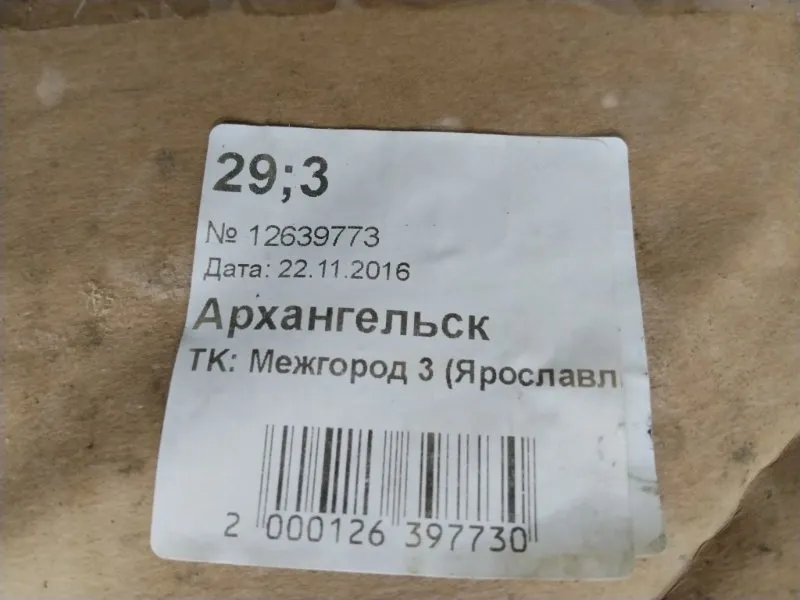 29;3
№ 12639773
Дата: 22.11.2016
Архангельск
ТК: Межгород 3 (Ярославл
2 000126 397730